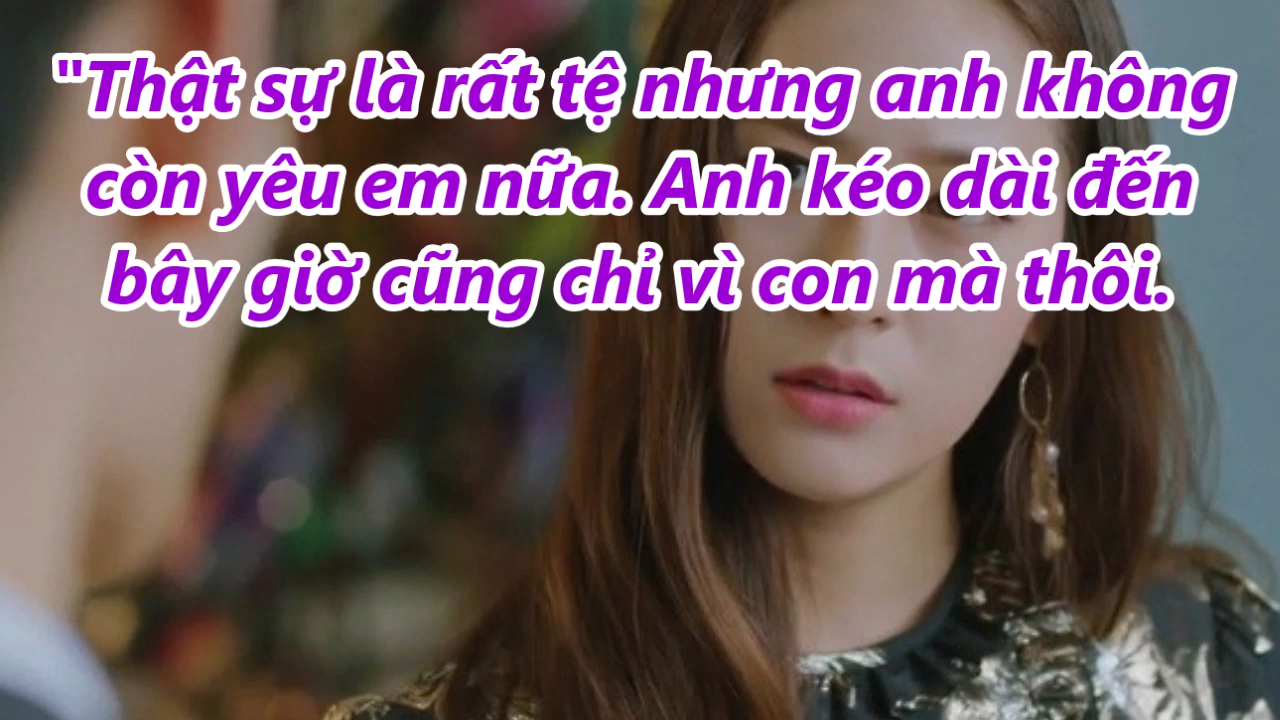 "Thật sự là rất tệ nhưng anh không
còn yêu em nữa. Anh kéo dài đến
bây giờ cũng chỉ vì con mà thôi.